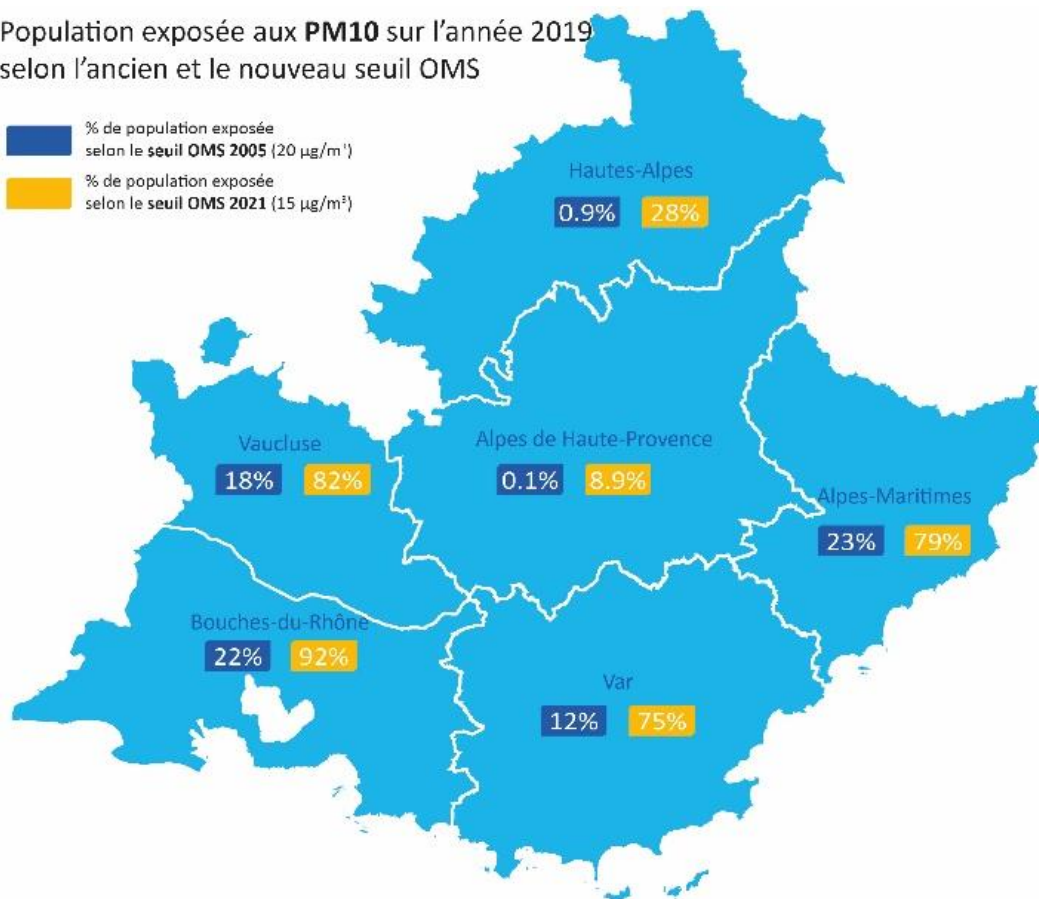 Population exposée aux PM10 sur l'année 2019
selon l'ancien et le nouveau seuil OMS
% de population exposée
selon le seuil OMS 2005 (20 µg/m³)
% de population exposée
selon le seuil OMS 2021 (15 µg/m³)
Hautes-Alpes
0.9% 28%
Vaucluse
18% 82%
Alpes de Haute-Provence
0.1% 8.9%
Alpes-Maritimes
23% 79%
Bouches-du-Rhône
22% 92%
Var
12% 75%